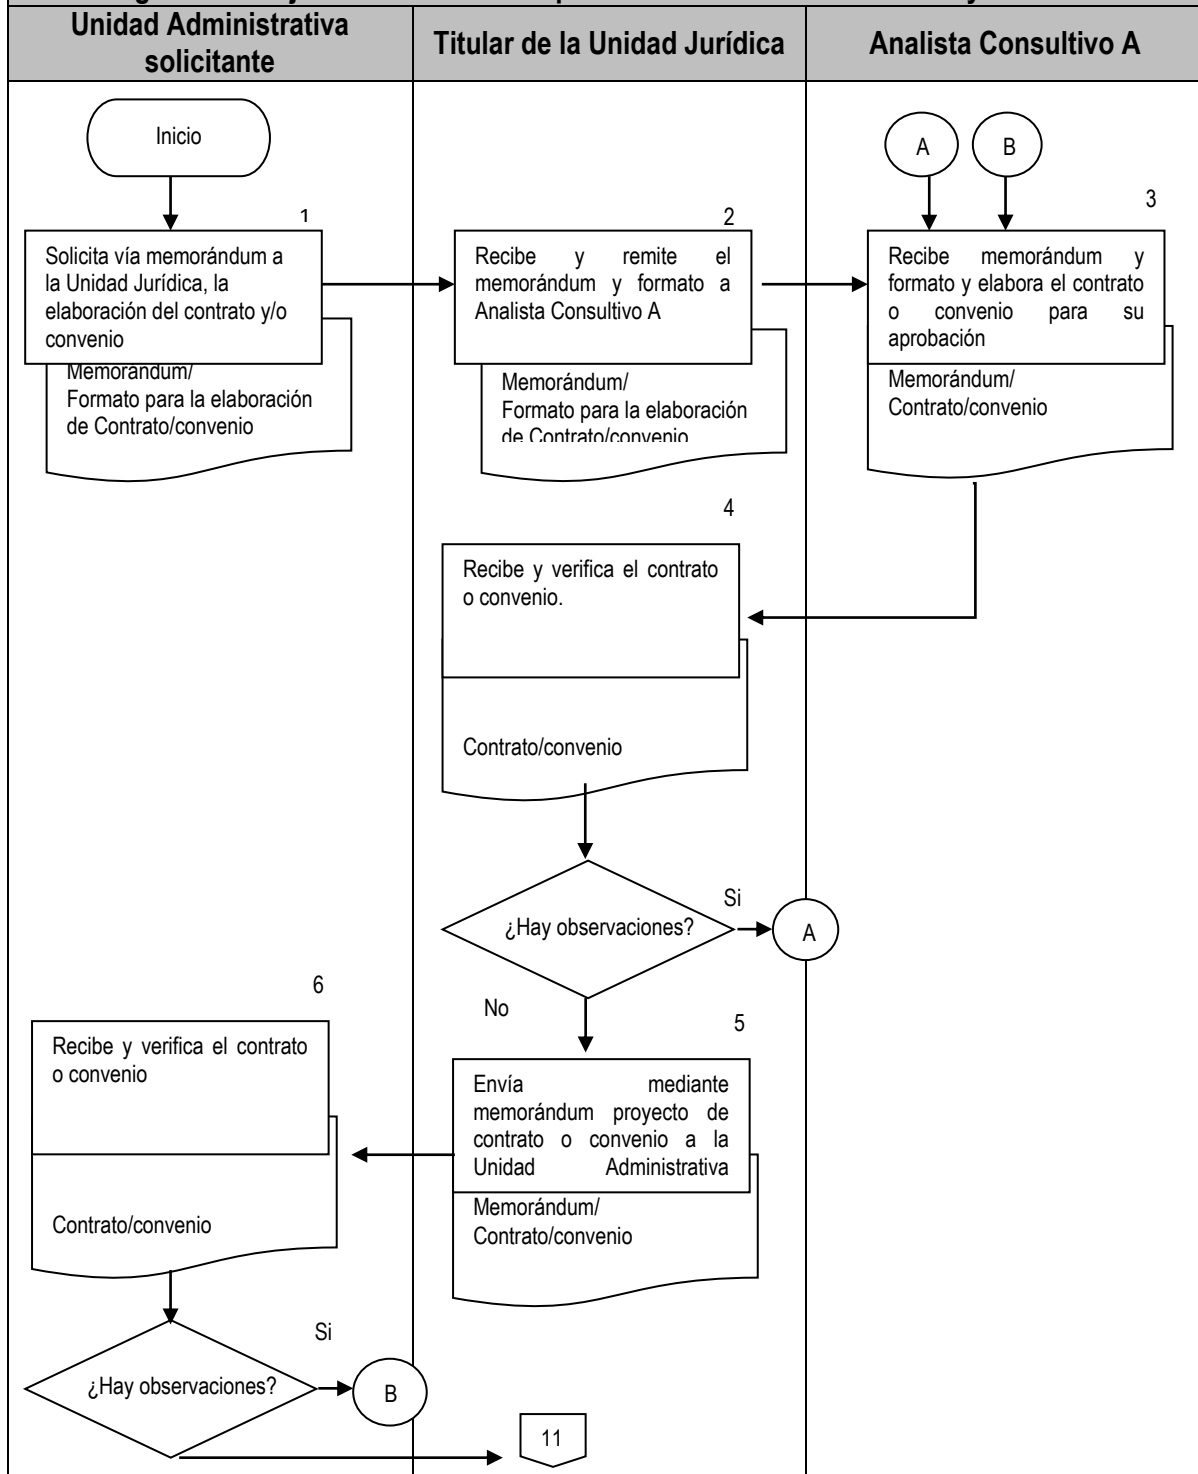 Unidad Administrativa
solicitante
Titular de la Unidad Jurídica
Analista Consultivo A
Inicio
A
B
1
2
3
Solicita vía memorándum a
la Unidad Jurídica, la
elaboración del contrato y/o
convenio
Memorándum/
Formato para la elaboración
de Contrato/convenio
Recibe y remite el
memorándum y formato a
Analista Consultivo A
Memorándum/
Formato para la elaboración
de Contrato/convenio
Recibe memorándum y
formato y elabora el contrato
o convenio para su
aprobación
Memorándum/
Contrato/convenio
4
Recibe y verifica el contrato
o convenio.
Contrato/convenio
¿Hay observaciones?
Si
A
No
5
Envía mediante
memorándum proyecto de
contrato o convenio a la
Unidad Administrativa
Memorándum/
Contrato/convenio
6
Recibe y verifica el contrato
o convenio
Contrato/convenio
¿Hay observaciones?
Si
B
11